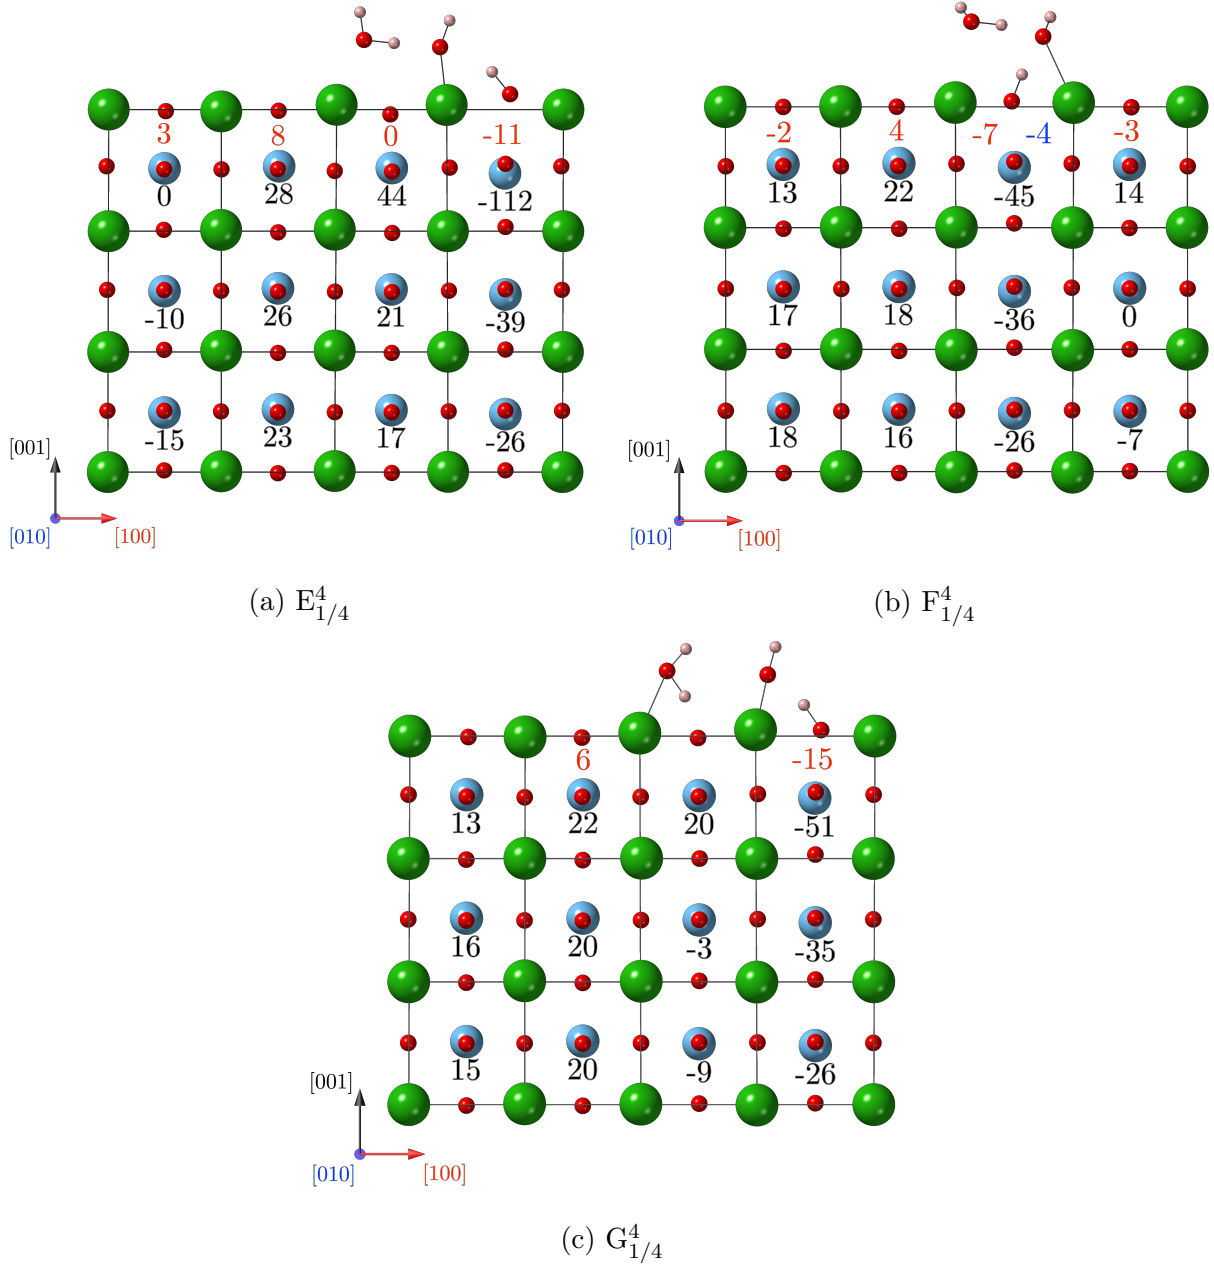 3 8 0 -11
0 28 44 -112
-10 26 21 -39
-15 23 17 -26
[001]
[010] [100]
(a) E^4_{1/4}
-2 4 -7 -4 -3
13 22 -45 14
17 18 -36 0
18 16 -26 -7
[001]
[010] [100]
(b) F^4_{1/4}
6 -15
13 22 20 -51
16 20 -3 -35
15 20 -9 -26
[001]
[010] [100]
(c) G^4_{1/4}